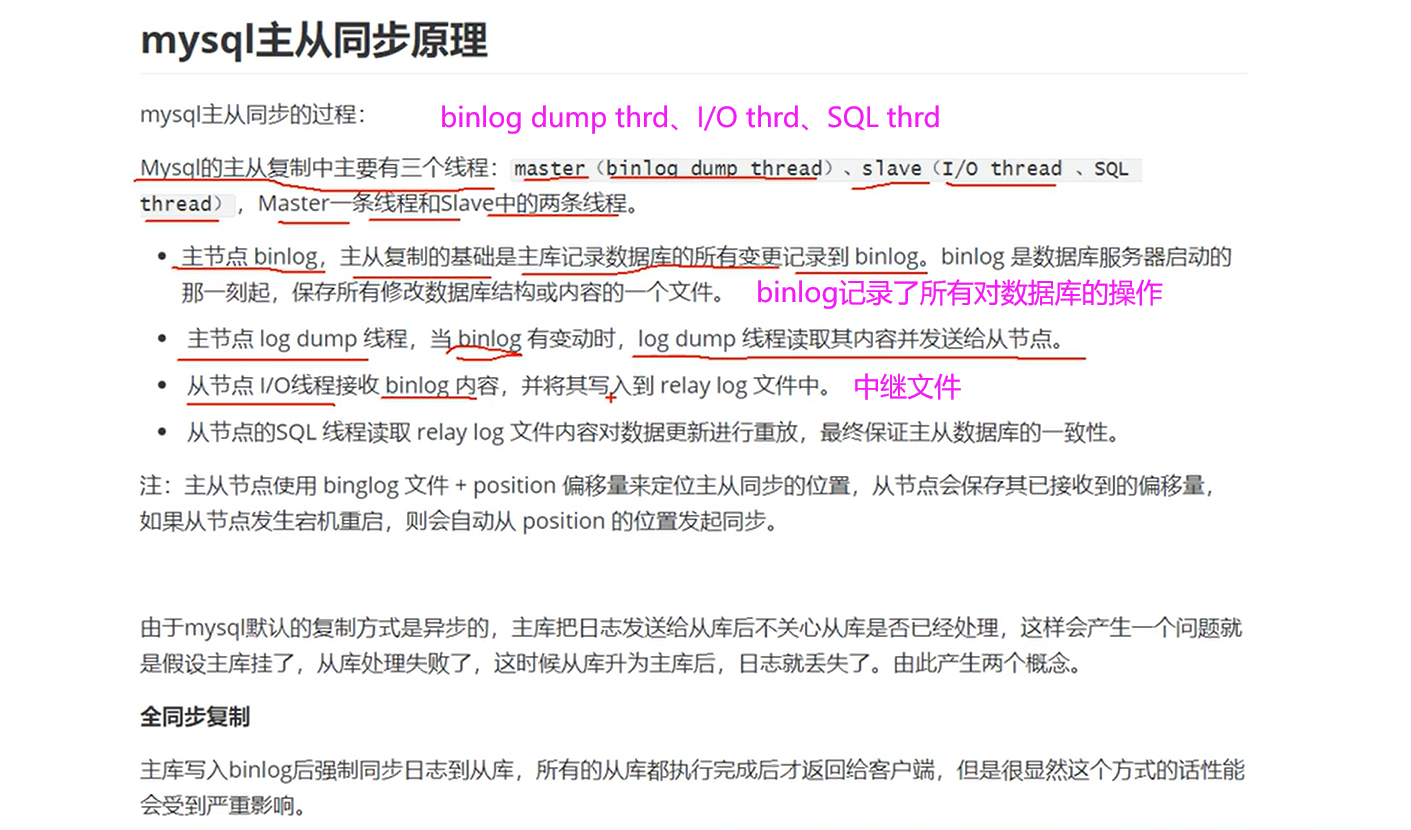 mysql主从同步原理
mysql主从同步的过程：
binlog dump thrd、I/O thrd、SQL thrd
Mysql的主从复制中主要有三个线程：master（binlog dump thread）、slave（I/O thread 、SQL
thread），Master一条线程和Slave中的两条线程。
主节点 binlog，主从复制的基础是主库记录数据库的所有变更记录到 binlog。binlog 是数据库服务器启动的
那一刻起，保存所有修改数据库结构或内容的一个文件。 binlog记录了所有对数据库的操作
主节点 log dump 线程，当 binlog 有变动时，log dump 线程读取其内容并发送给从节点。
从节点 I/O线程接收 binlog 内容，并将其写入到 relay log 文件中。 中继文件
从节点的SQL 线程读取 relay log 文件内容对数据更新进行重放，最终保证主从数据库的一致性。
注：主从节点使用 binglog 文件 + position 偏移量来定位主从同步的位置，从节点会保存其已接收到的偏移量，
如果从节点发生宕机重启，则会自动从 position 的位置发起同步。
由于mysql默认的复制方式是异步的，主库把日志发送给从库后不关心从库是否已经处理，这样会产生一个问题就
是假设主库挂了，从库处理失败了，这时候从库升为主库后，日志就丢失了。由此产生两个概念。
全同步复制
主库写入binlog后强制同步日志到从库，所有的从库都执行完成后才返回给客户端，但是很显然这个方式的话性能
会受到严重影响。